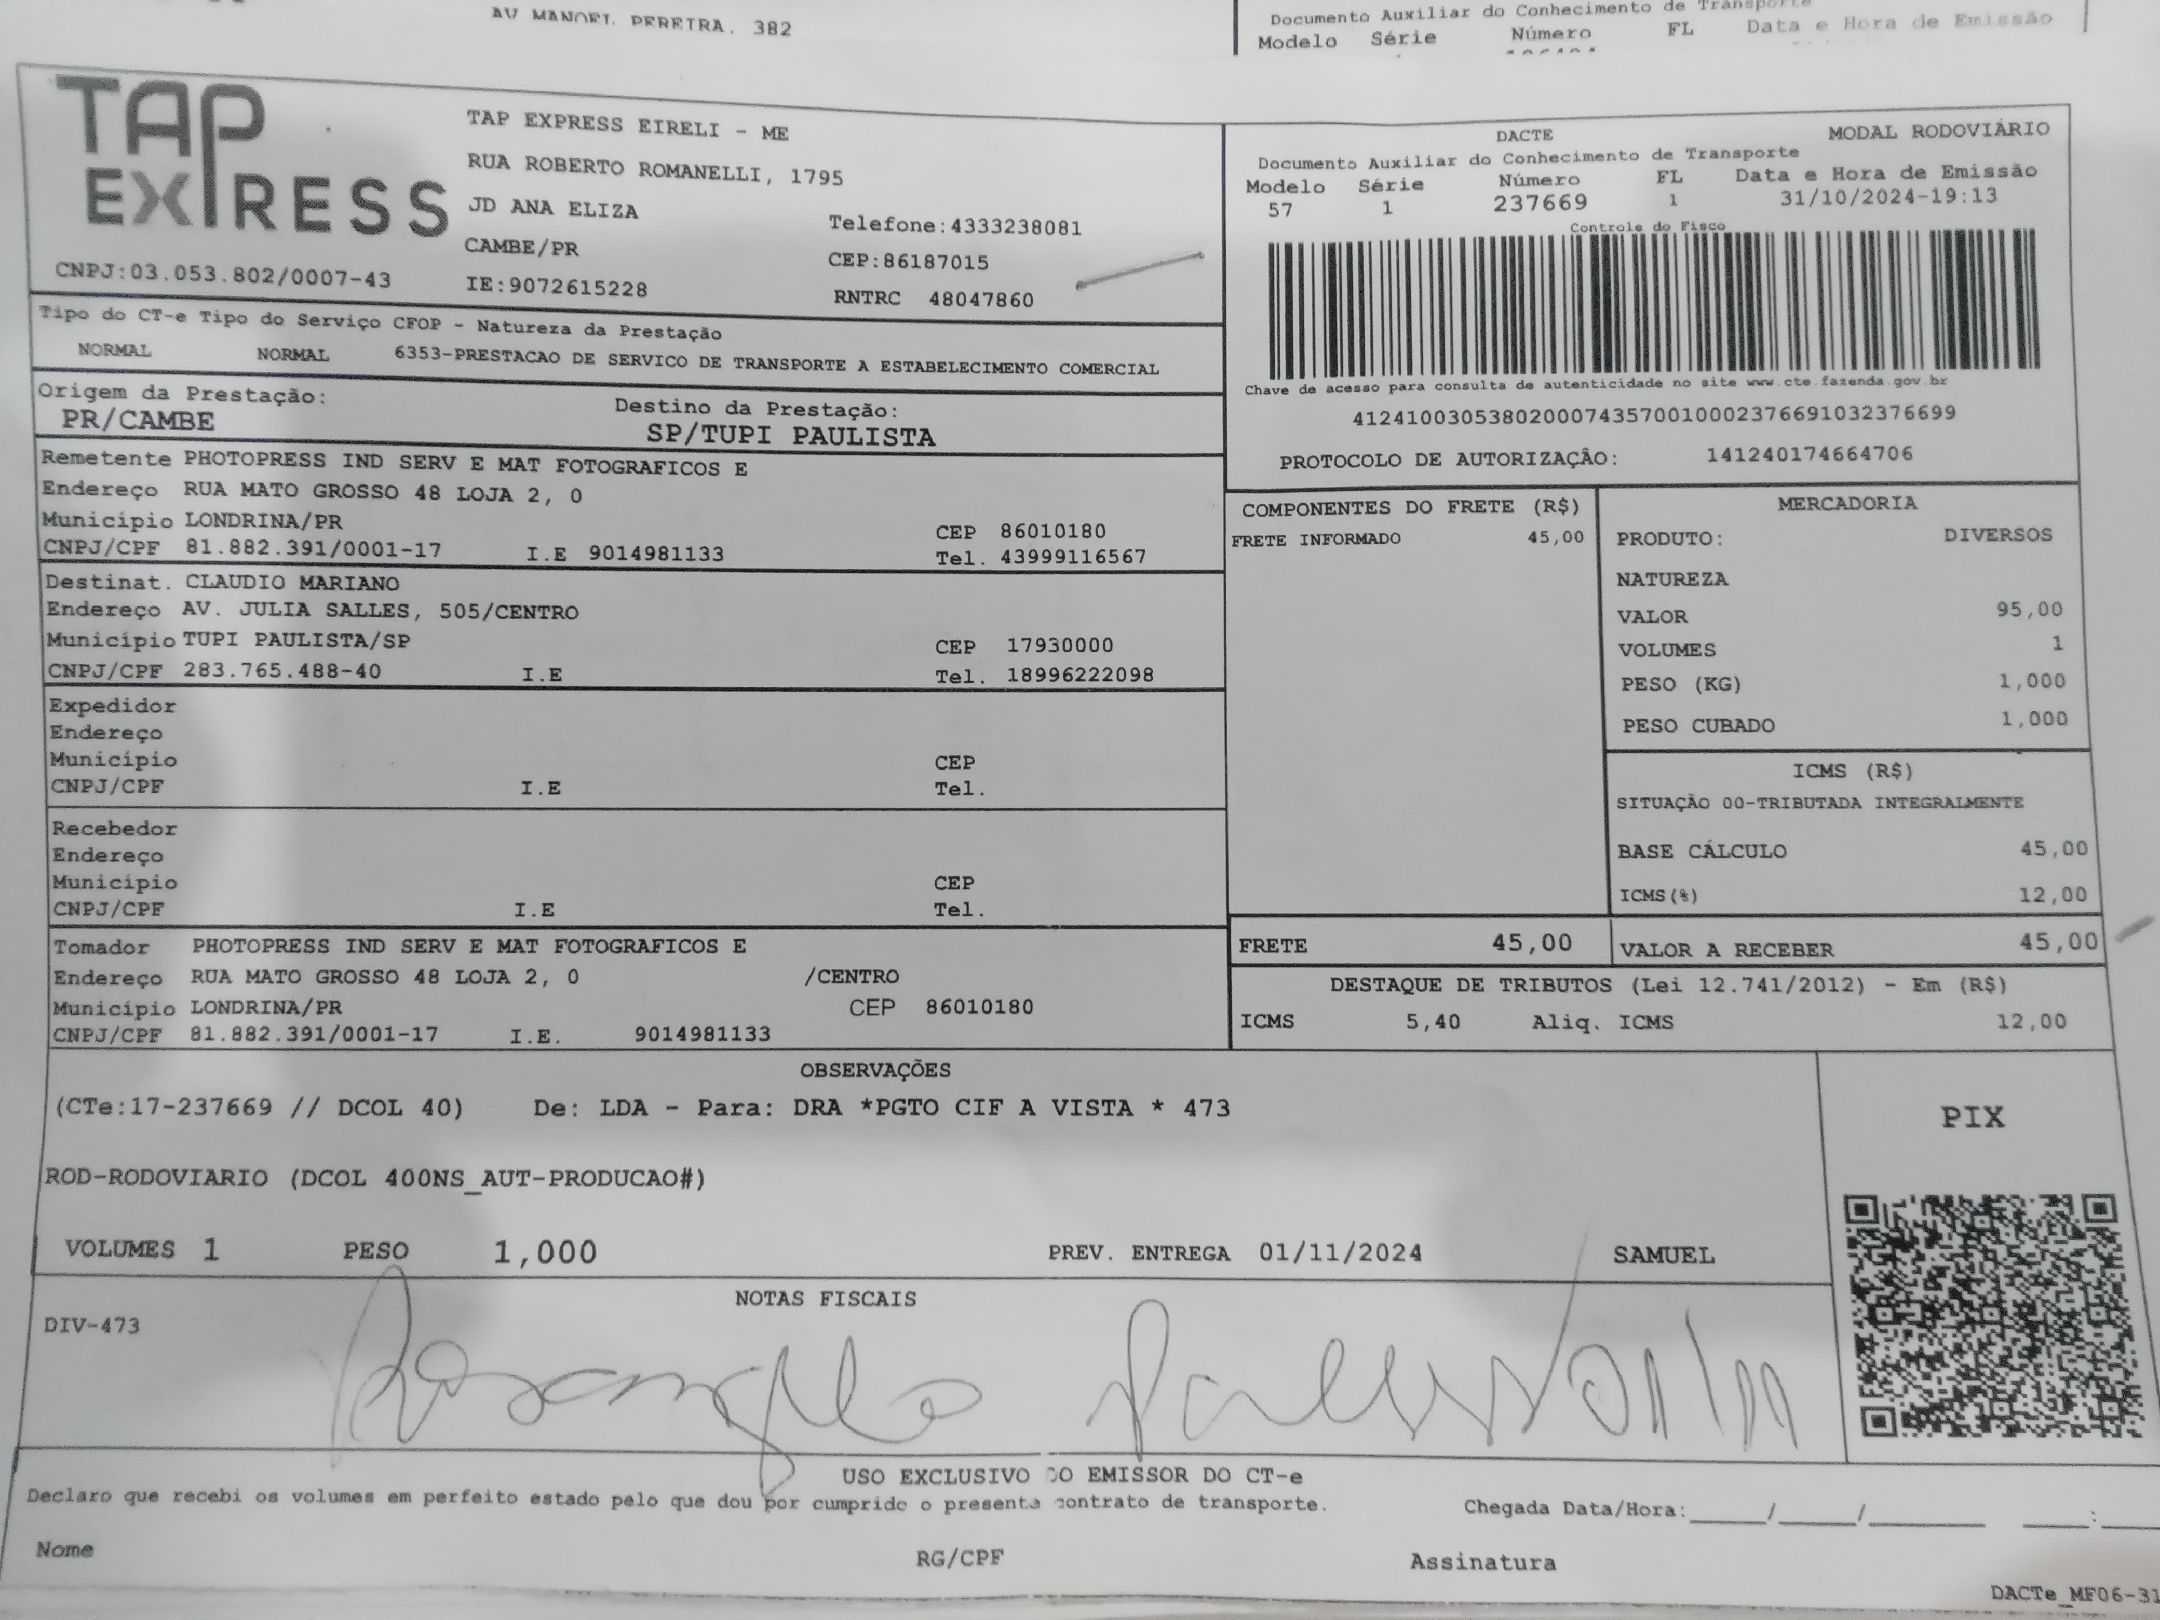 AV MANOEL PEREIRA. 382
Documento Auxiliar do Conhecimento de Transporte
Modelo Série Número FL Data e Hora de Emissão
TAP
EXPRESS
CNPJ:03.053.802/0007-43
TAP EXPRESS EIRELI - ME
RUA ROBERTO ROMANELLI, 1795
JD ANA ELIZA
Telefone:4333238081
CAMBE/PR
CEP:86187015
IE:9072615228
RNTRC 48047860
DACTE MODAL RODOVIÁRIO
Documento Auxiliar do Conhecimento de Transporte
Modelo Série Número FL Data e Hora de Emissão
57 1 237669 1 31/10/2024-19:13
Controle do Fisco
Chave de acesso para consulta de autenticidade no site www.cte.fazenda.gov.br
41241003053802000743570010002376691032376699
PROTOCOLO DE AUTORIZAÇÂO: 141240174664706
Tipo do CT-e Tipo do Serviço CFOP - Natureza da Prestação
NORMAL NORMAL 6353-PRESTACAO DE SERVICO DE TRANSPORTE A ESTABELECIMENTO COMERCIAL
Origem da Prestação: Destino da Prestação:
PR/CAMBE SP/TUPI PAULISTA
Remetente PHOTOPRESS IND SERV E MAT FOTOGRAFICOS E
Endereço RUA MATO GROSSO 48 LOJA 2, 0
Município LONDRINA/PR CEP 86010180
CNPJ/CPF 81.882.391/0001-17 I.E 9014981133 Tel. 43999116567
Destinat. CLAUDIO MARIANO
Endereço AV. JULIA SALLES, 505/CENTRO
Município TUPI PAULISTA/SP CEP 17930000
CNPJ/CPF 283.765.488-40 I.E Tel. 18996222098
Expedidor
Endereço
Município CEP
CNPJ/CPF I.E Tel.
Recebedor
Endereço
Município CEP
CNPJ/CPF I.E Tel.
Tomador PHOTOPRESS IND SERV E MAT FOTOGRAFICOS E
Endereço RUA MATO GROSSO 48 LOJA 2, 0 /CENTRO
Município LONDRINA/PR CEP 86010180
CNPJ/CPF 81.882.391/0001-17 I.E. 9014981133
COMPONENTES DO FRETE (R$)
FRETE INFORMADO 45,00
MERCADORIA
PRODUTO: DIVERSOS
NATUREZA
VALOR 95,00
VOLUMES 1
PESO (KG) 1,000
PESO CUBADO 1,000
ICMS (R$)
SITUAÇÃO 00-TRIBUTADA INTEGRALMENTE
BASE CÁLCULO 45,00
ICMS(%) 12,00
FRETE 45,00 VALOR A RECEBER 45,00
DESTAQUE DE TRIBUTOS (Lei 12.741/2012) - Em (R$)
ICMS 5,40 Aliq. ICMS 12,00
OBSERVAÇÕES
(CTe:17-237669 // DCOL 40) De: LDA - Para: DRA *PGTO CIF A VISTA * 473
ROD-RODOVIARIO (DCOL 400NS_AUT-PRODUCAO#)
PIX
VOLUMES 1 PESO 1,000 PREV. ENTREGA 01/11/2024 SAMUEL
NOTAS FISCAIS
DIV-473
USO EXCLUSIVO DO EMISSOR DO CT-e
Declaro que recebi os volumes em perfeito estado pelo que dou por cumprido o presente contrato de transporte.
Chegada Data/Hora:_____/_____/________ ____:____
Nome RG/CPF Assinatura
DACTe_MF06-31